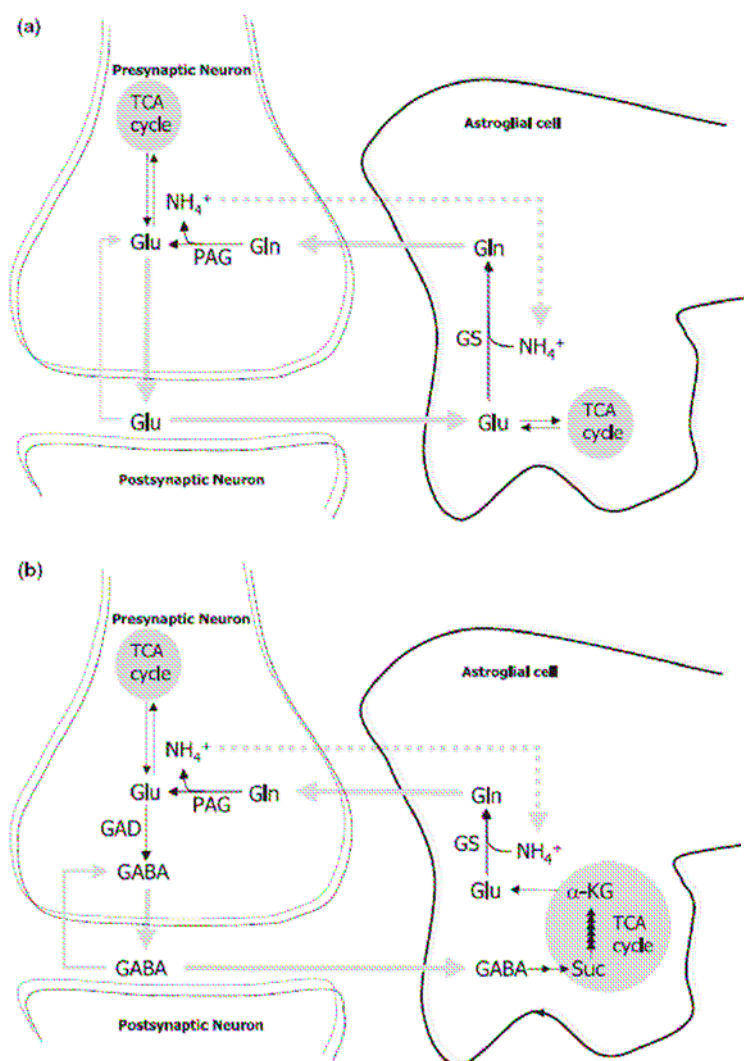 (a)
Presynaptic Neuron
TCA
cycle
Astroglial cell
NH₄⁺
Glu
PAG
Gln
Gln
GS
NH₄⁺
Glu
Glu
TCA
cycle
Postsynaptic Neuron
(b)
Presynaptic Neuron
TCA
cycle
Astroglial cell
NH₄⁺
Glu
PAG
Gln
Gln
GAD
GS
NH₄⁺
GABA
Glu
α-KG
TCA
cycle
GABA
GABA
Suc
Postsynaptic Neuron